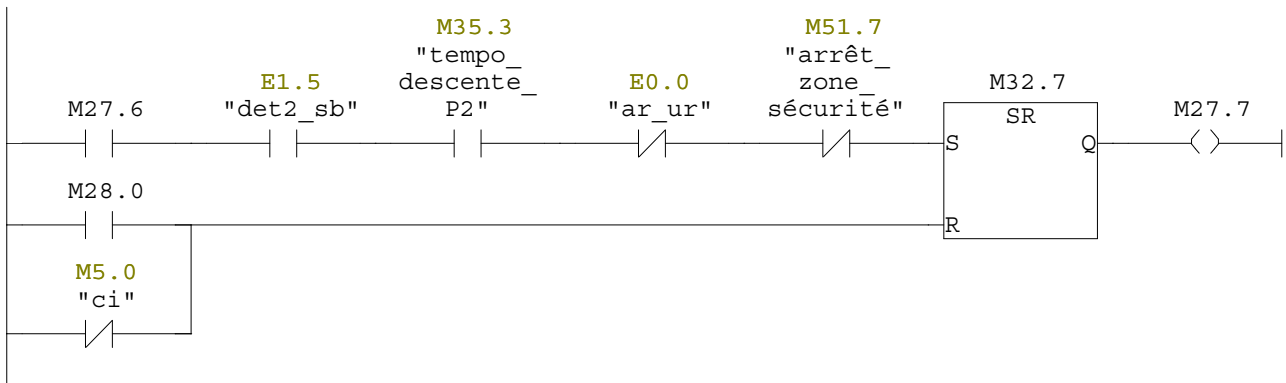 M35.3
M51.7
"tempo_
"arrêt_
E1.5
descente_
E0.0
zone_
M32.7
M27.6
"det2_sb"
P2"
"ar_ur"
sécurité"
SR
M27.7
S
Q
M28.0
R
M5.0
"ci"